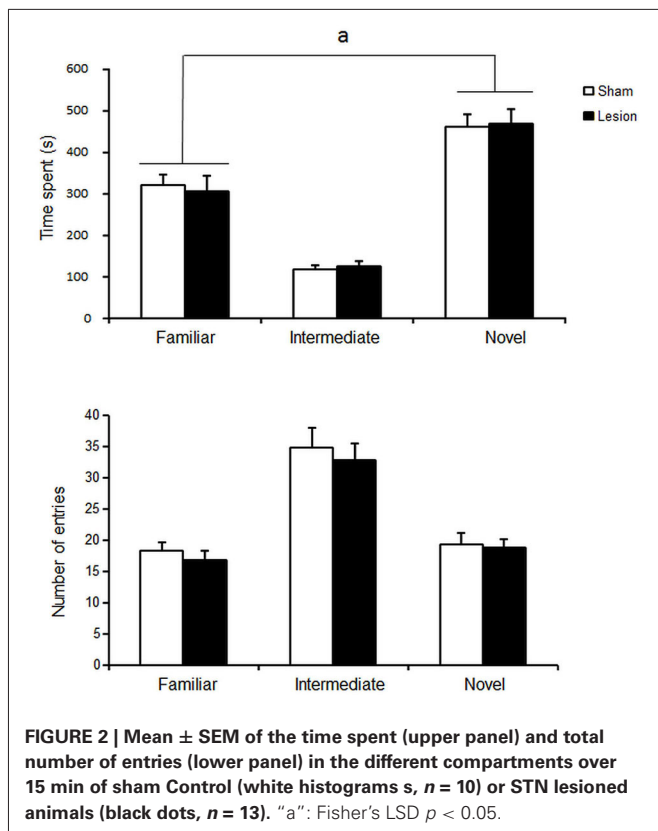 a
600
500
400
300
200
100
0
Time spent (s)
Sham
Lesion
Familiar Intermediate Novel
40
35
30
25
20
15
10
5
0
Number of entries
Familiar Intermediate Novel
FIGURE 2 | Mean ± SEM of the time spent (upper panel) and total
number of entries (lower panel) in the different compartments over
15 min of sham Control (white histograms s, n = 10) or STN lesioned
animals (black dots, n = 13). "a": Fisher's LSD p < 0.05.